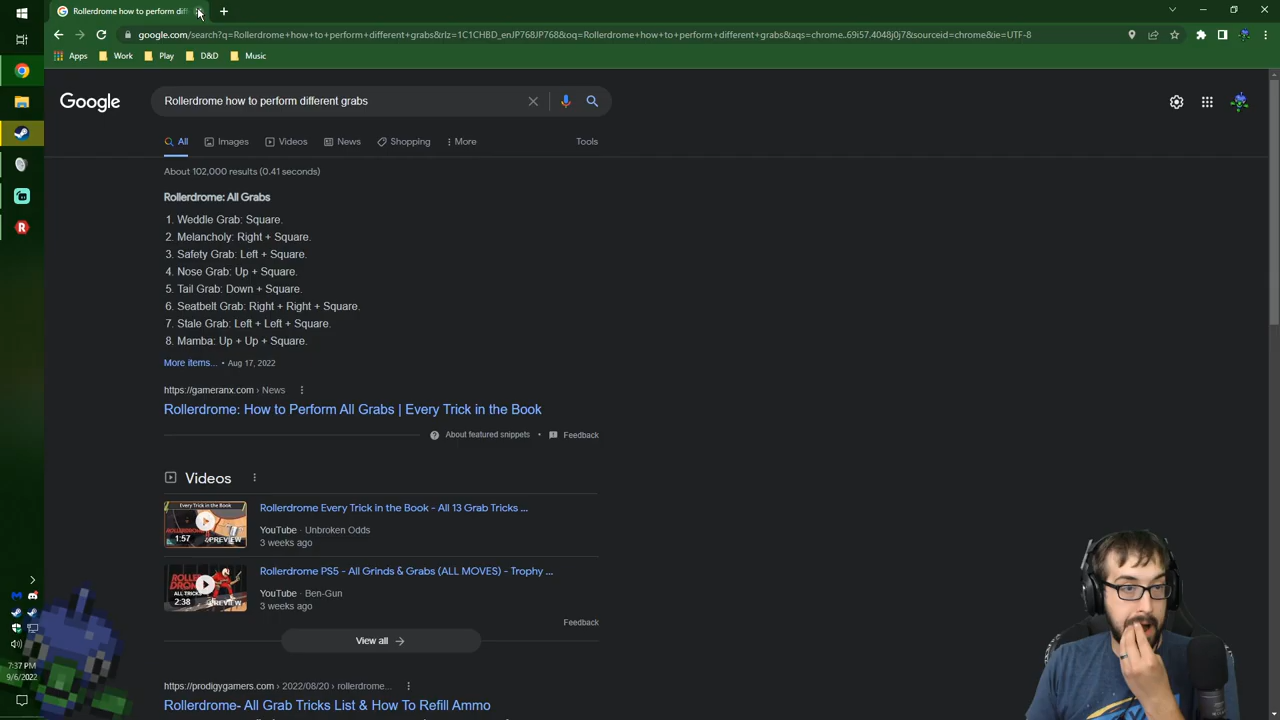 Rollerdrome how to perform diff
google.com/search?q=Rollerdrome+how+to+perform+different+grabs&rlz=1C1CHBD_enJP768JP768&oq=Rollerdrome+how+to+perform+different+grabs&aqs=chrome..69i57.4048j0j7&sourceid=chrome&ie=UTF-8
Apps Work Play D&D Music
Google
Rollerdrome how to perform different grabs
All Images Videos News Shopping More Tools
About 102,000 results (0.41 seconds)
Rollerdrome: All Grabs
1. Weddle Grab: Square.
2. Melancholy: Right + Square.
3. Safety Grab: Left + Square.
4. Nose Grab: Up + Square.
5. Tail Grab: Down + Square.
6. Seatbelt Grab: Right + Right + Square.
7. Stale Grab: Left + Left + Square.
8. Mamba: Up + Up + Square.
More items... • Aug 17, 2022
https://gameranx.com › News
Rollerdrome: How to Perform All Grabs | Every Trick in the Book
About featured snippets • Feedback
Videos
Every Trick in the Book
1:57 PREVIEW
Rollerdrome Every Trick in the Book - All 13 Grab Tricks ...
YouTube · Unbroken Odds
3 weeks ago
2:38 PREVIEW
Rollerdrome PS5 - All Grinds & Grabs (ALL MOVES) - Trophy ...
YouTube · Ben-Gun
3 weeks ago
Feedback
View all
https://prodigygamers.com › 2022/08/20 › rollerdrome...
Rollerdrome- All Grab Tricks List & How To Refill Ammo
7:37 PM
9/6/2022